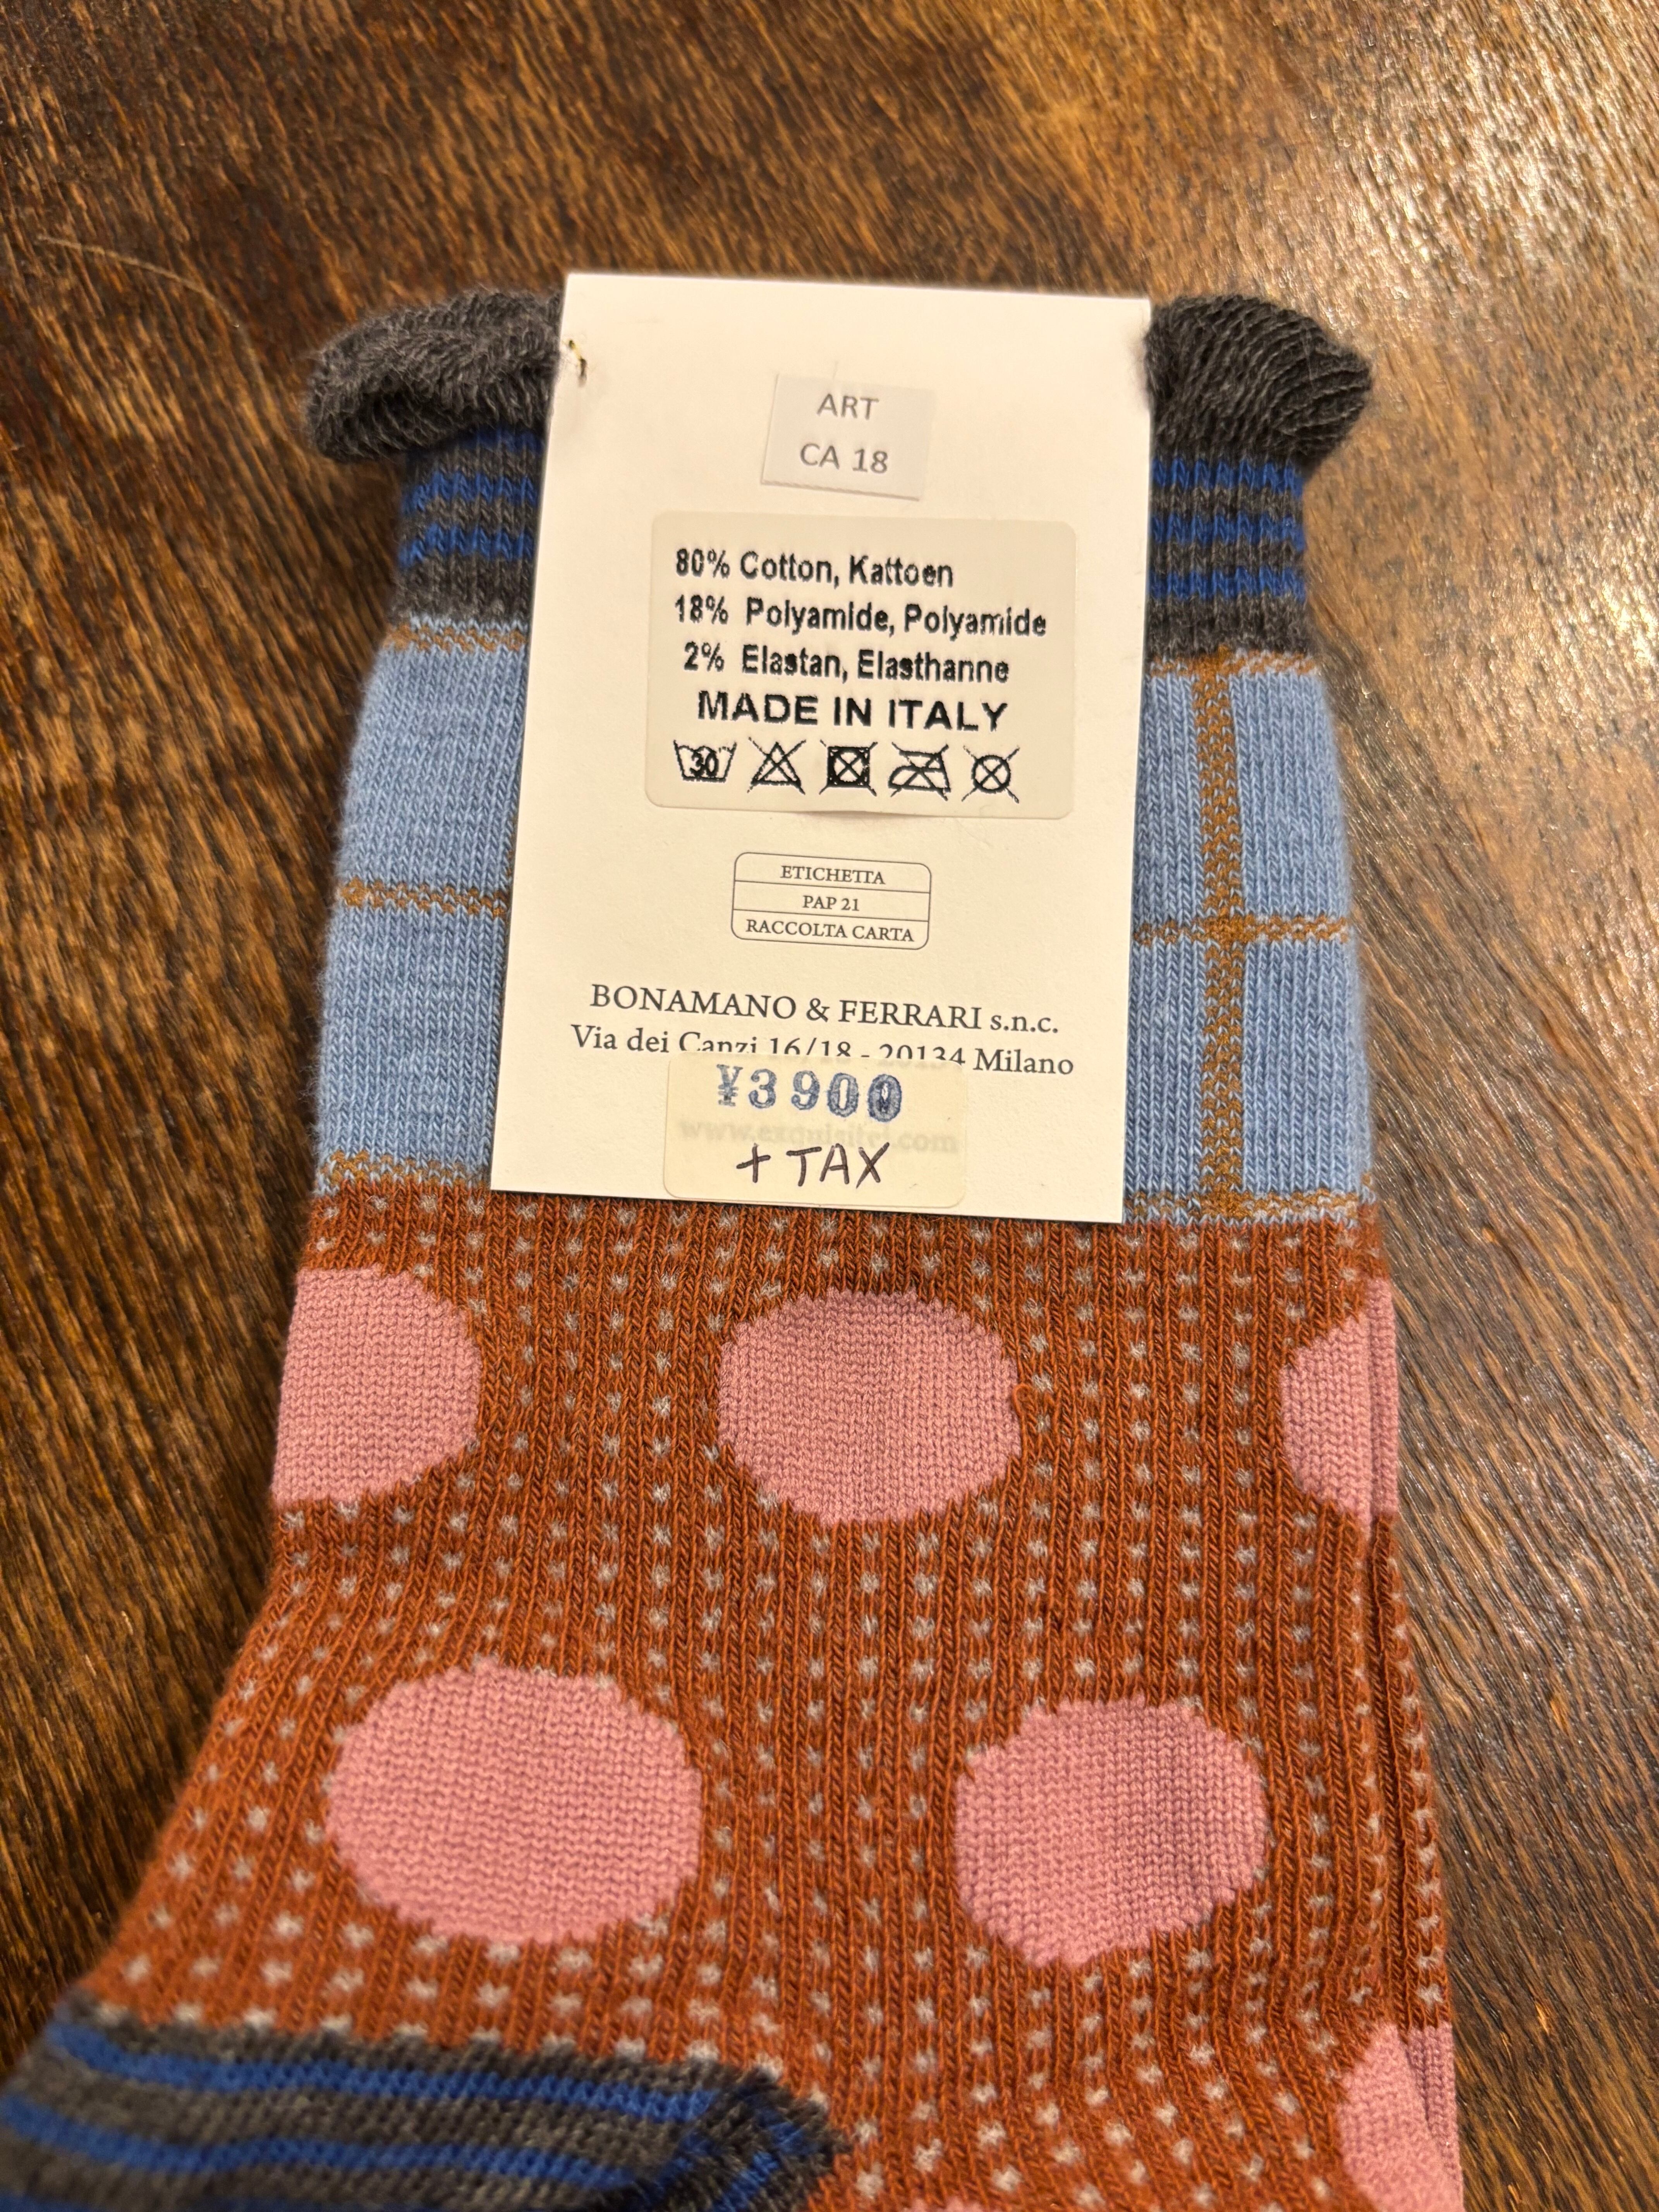 ART
CA 18
80% Cotton, Kattoen
18% Polyamide, Polyamide
2% Elastan, Elasthanne
MADE IN ITALY
30
ETICHETTA
PAP 21
RACCOLTA CARTA
BONAMANO & FERRARI s.n.c.
Via dei Canzi 16/18 - 20134 Milano
¥3900
+ TAX